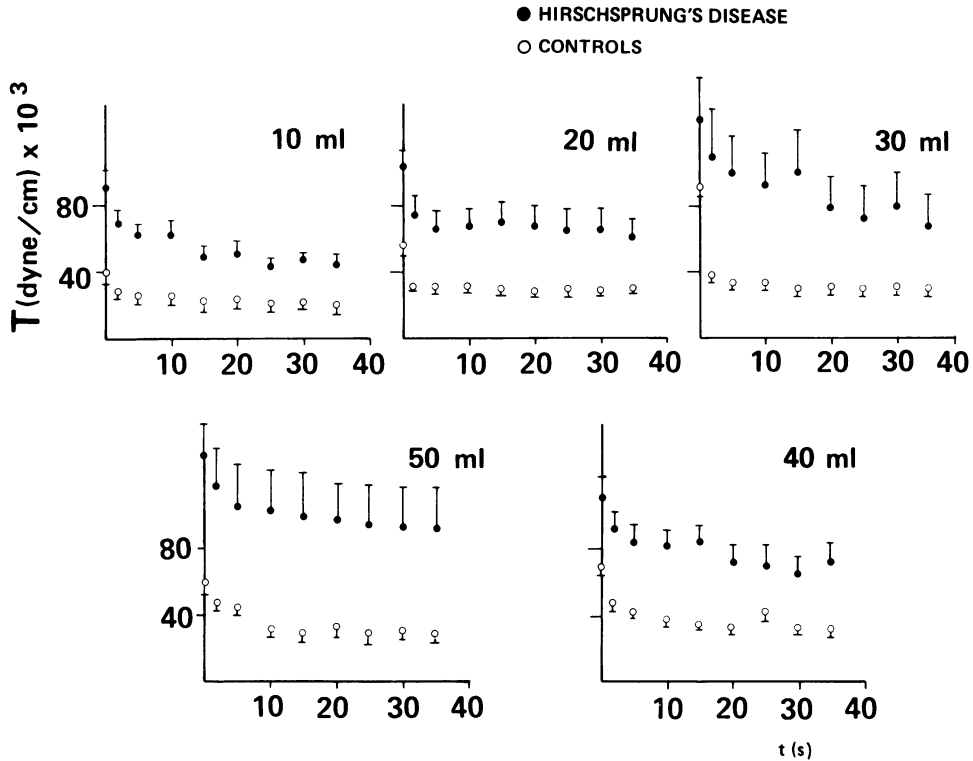 ● HIRSCHSPRUNG'S DISEASE
○ CONTROLS
T (dyne/cm) x 10³
10 ml
80
40
10 20 30 40
20 ml
10 20 30 40
30 ml
10 20 30 40
50 ml
80
40
10 20 30 40
40 ml
10 20 30 40
t (s)